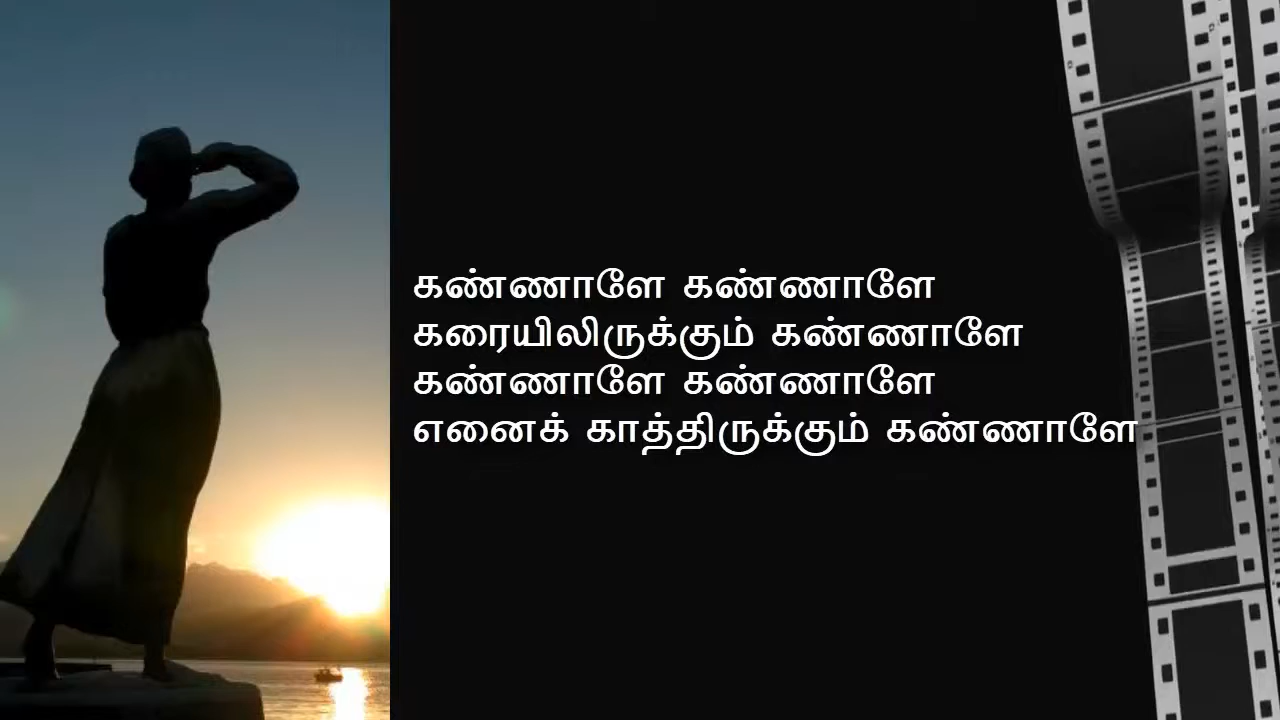 கண்ணாளே கண்ணாளே
கரையிலிருக்கும் கண்ணாளே
கண்ணாளே கண்ணாளே
எனைக் காத்திருக்கும் கண்ணாளே